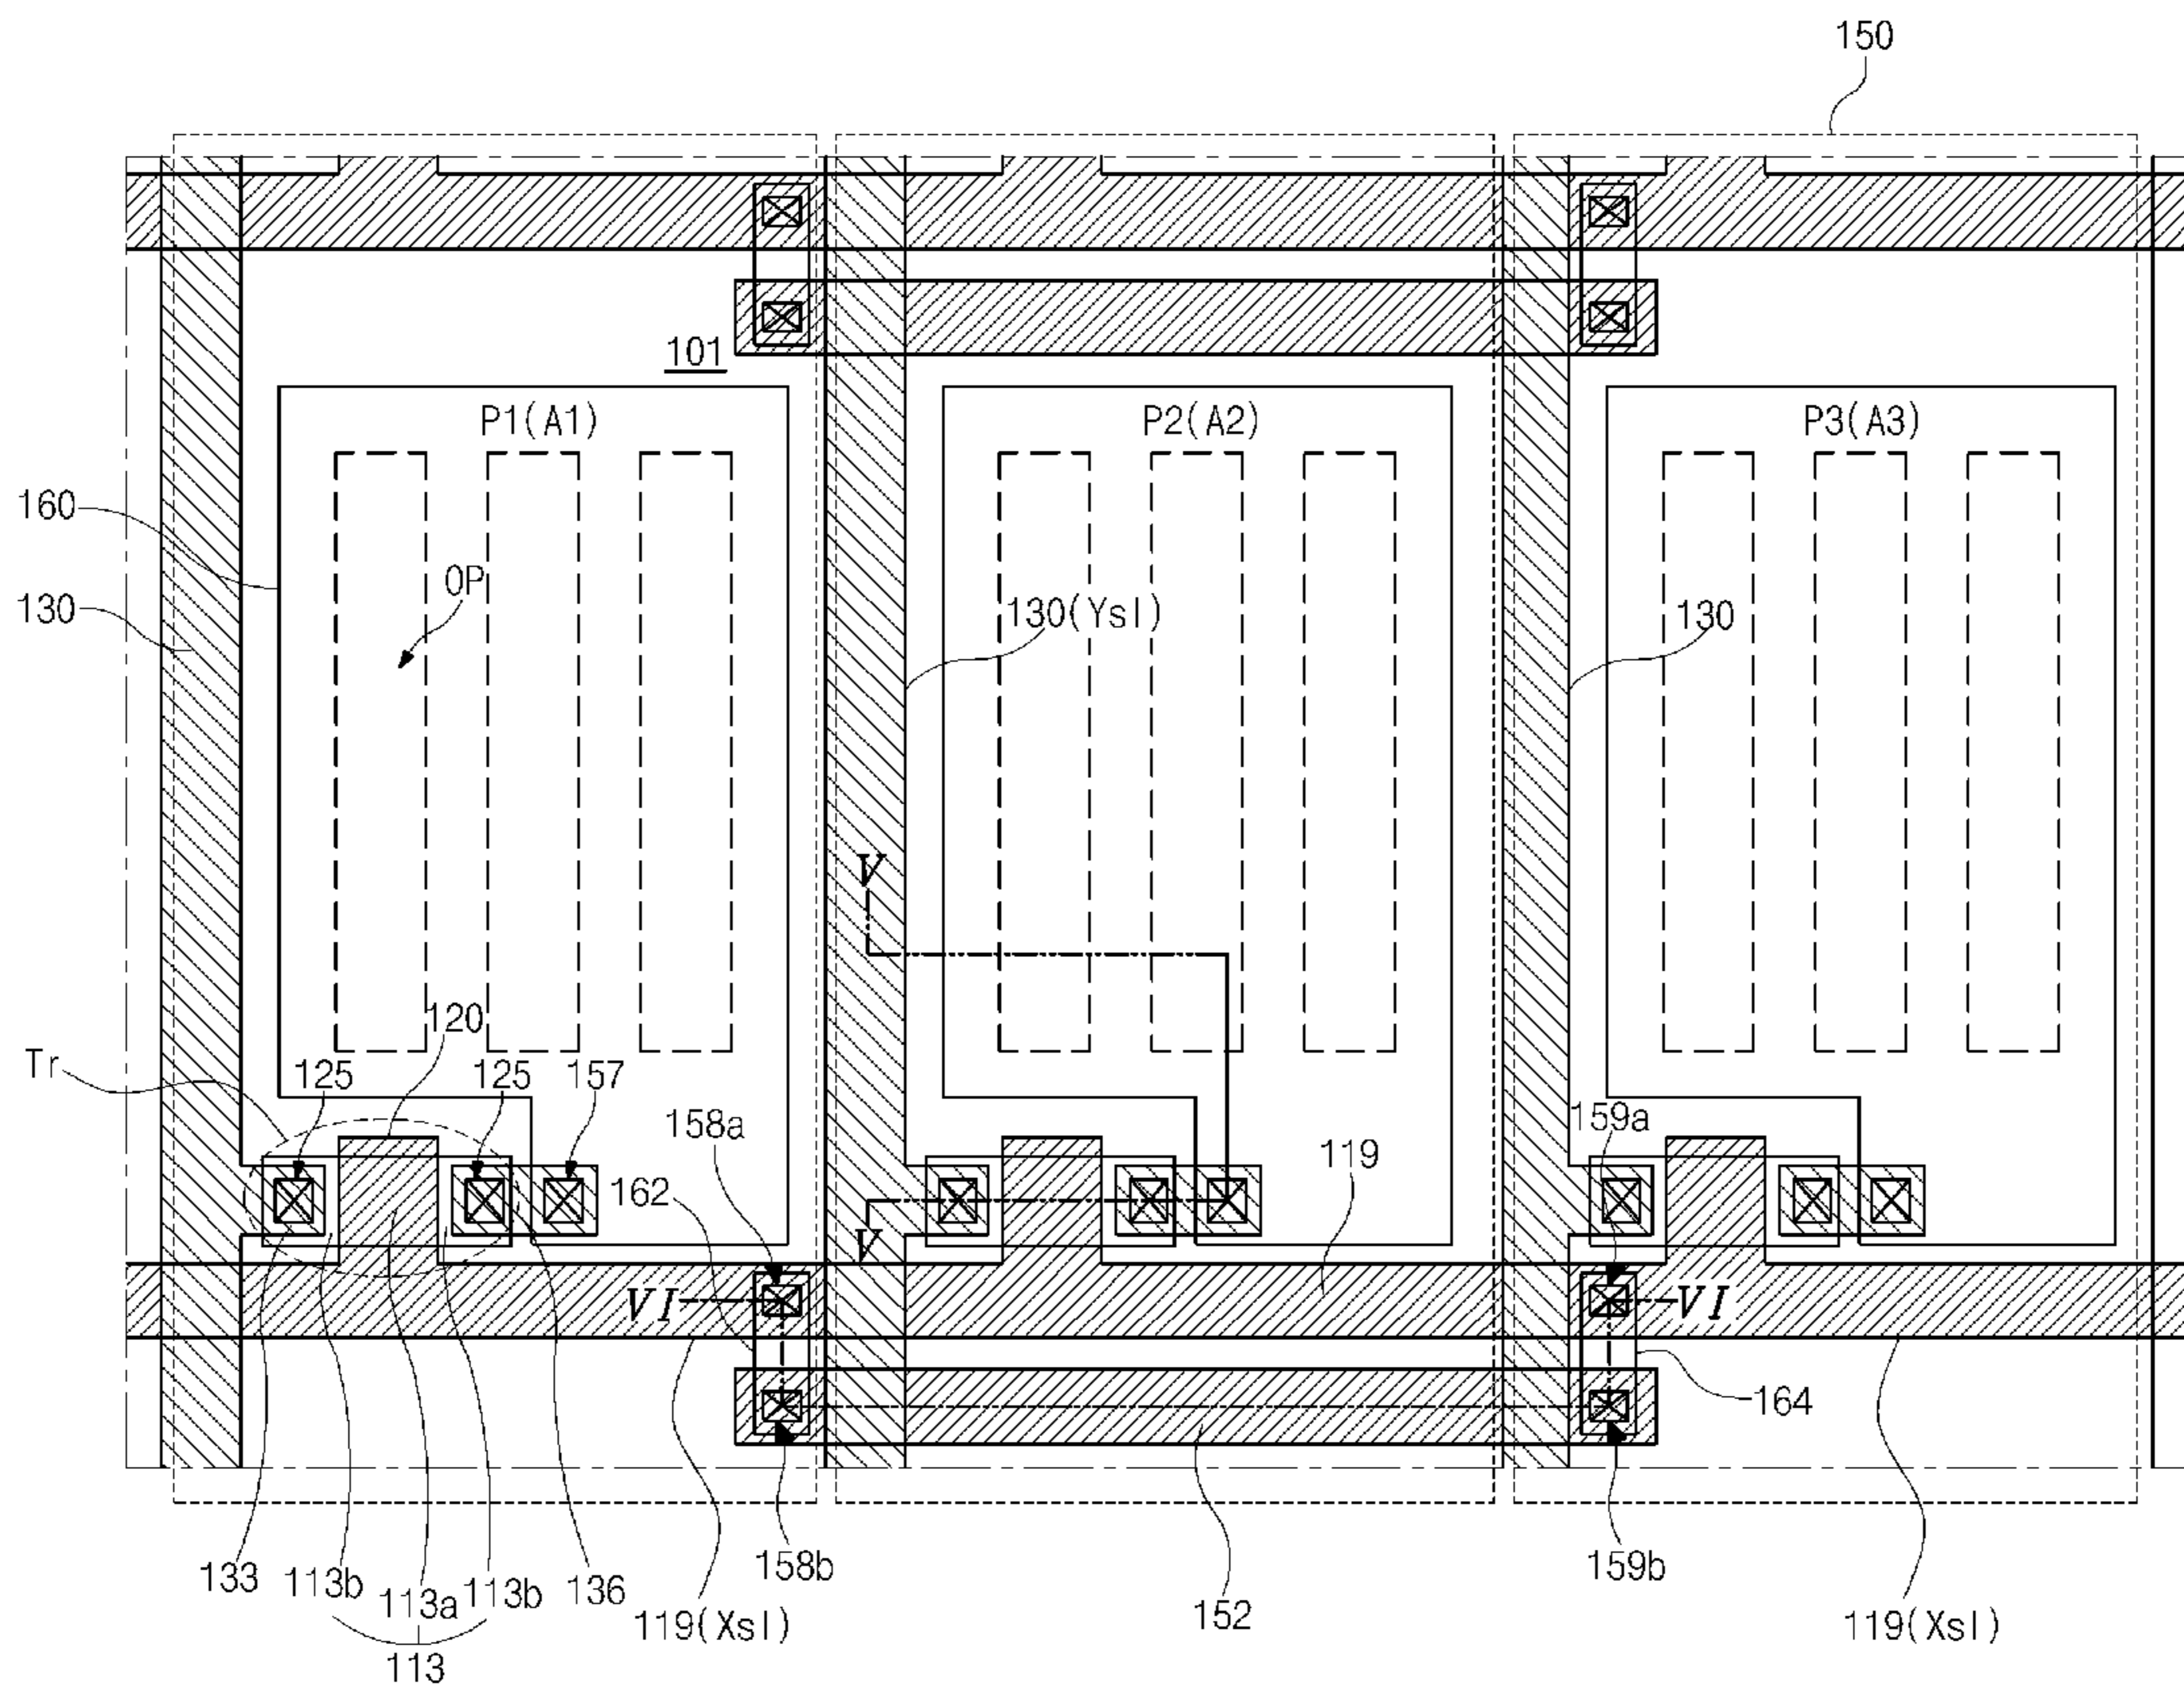 150
101
P1(A1) P2(A2) P3(A3)
160
OP
130 130(Ysl) 130
V
120
Tr 125 125 157
158a 159a
119
162
V
VI VI
164
133 113b 113a 113b 136 158b 159b
119(Xsl) 152 119(Xsl)
113